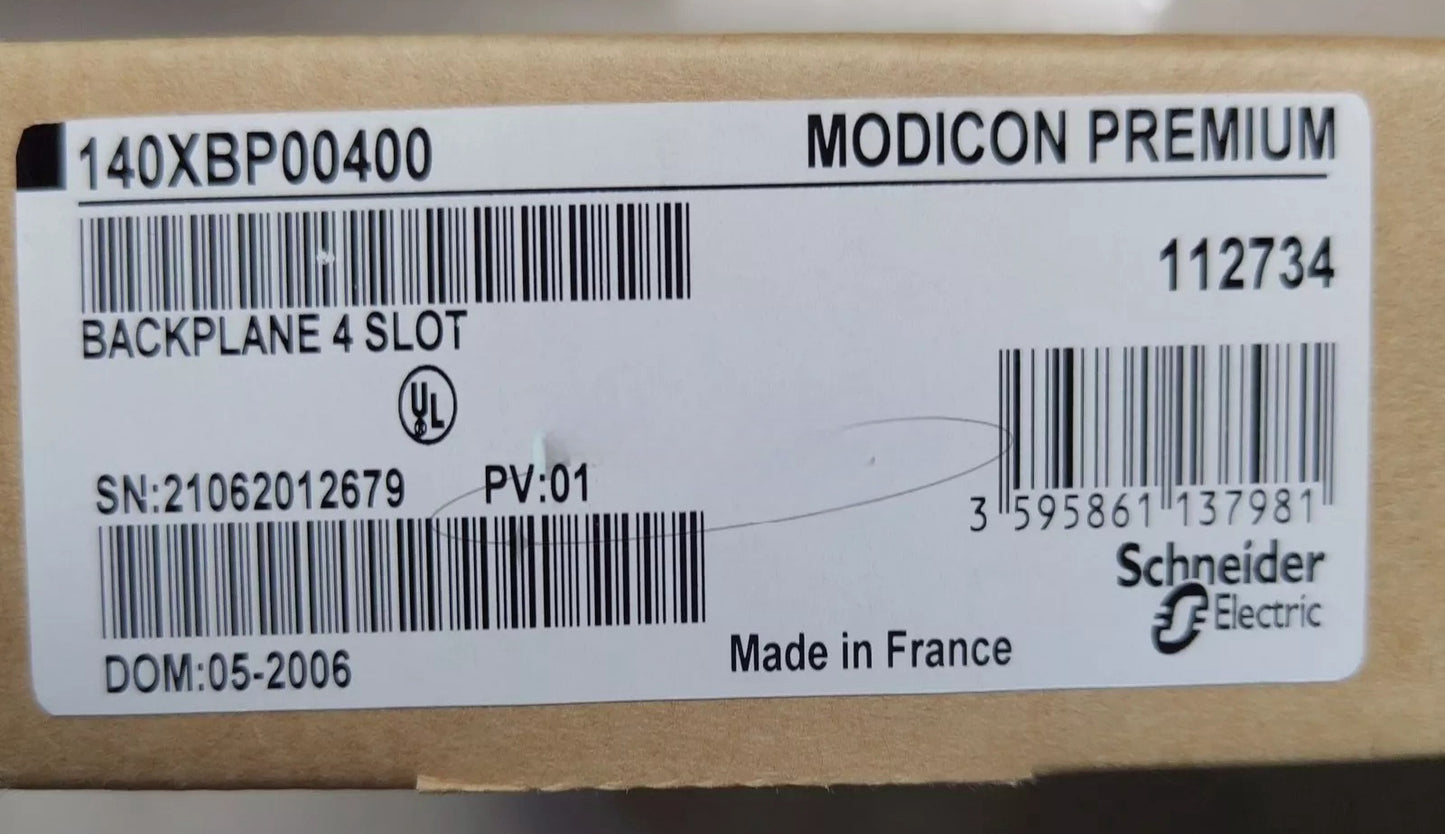 140XBP00400 MODICON PREMIUM
112734
BACKPLANE 4 SLOT
UL
SN:21062012679 PV:01
3 595861 137981
Schneider
Electric
Made in France
DOM:05-2006